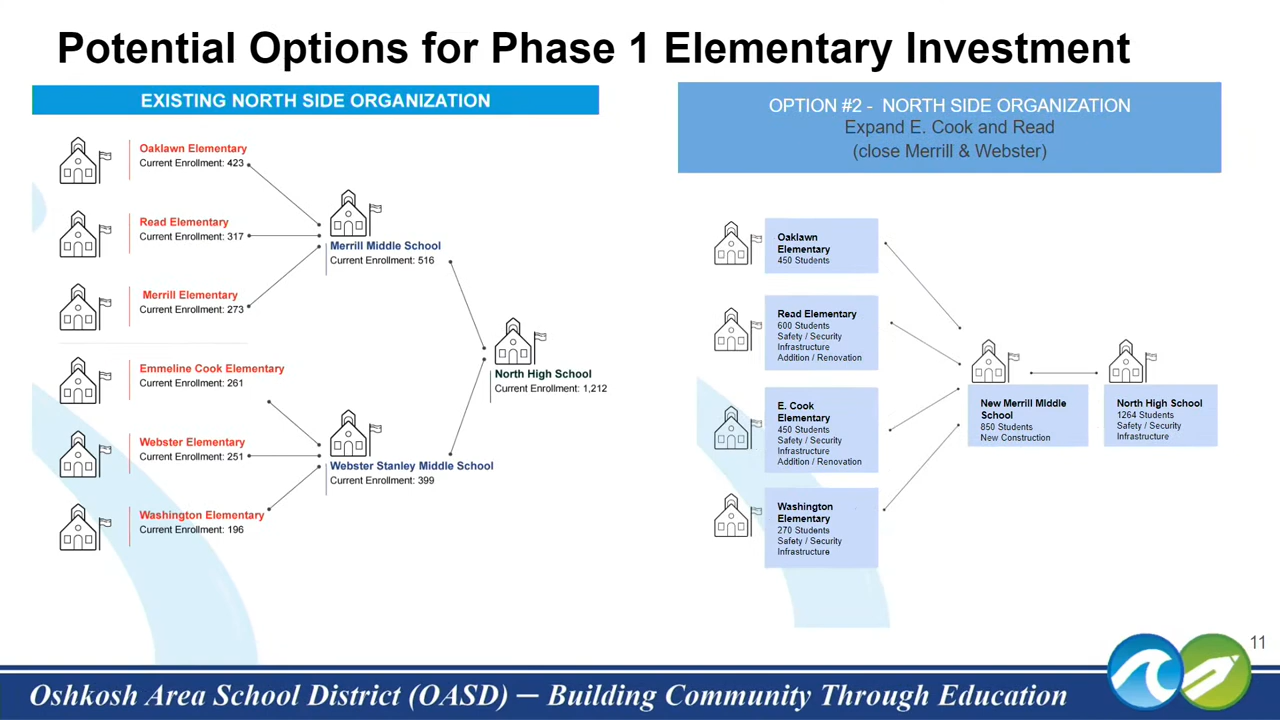 Potential Options for Phase 1 Elementary Investment
EXISTING NORTH SIDE ORGANIZATION
Oaklawn Elementary
Current Enrollment: 423
Read Elementary
Current Enrollment: 317
Merrill Elementary
Current Enrollment: 273
Emmeline Cook Elementary
Current Enrollment: 261
Webster Elementary
Current Enrollment: 251
Washington Elementary
Current Enrollment: 196
Merrill Middle School
Current Enrollment: 516
Webster Stanley Middle School
Current Enrollment: 399
North High School
Current Enrollment: 1,212
OPTION #2 - NORTH SIDE ORGANIZATION
Expand E. Cook and Read
(close Merrill & Webster)
Oaklawn
Elementary
450 Students
Read Elementary
600 Students
Safety / Security
Infrastructure
Addition / Renovation
E. Cook
Elementary
450 Students
Safety / Security
Infrastructure
Addition / Renovation
Washington
Elementary
270 Students
Safety / Security
Infrastructure
New Merrill Middle
School
850 Students
New Construction
North High School
1264 Students
Safety / Security
Infrastructure
11
Oshkosh Area School District (OASD) — Building Community Through Education